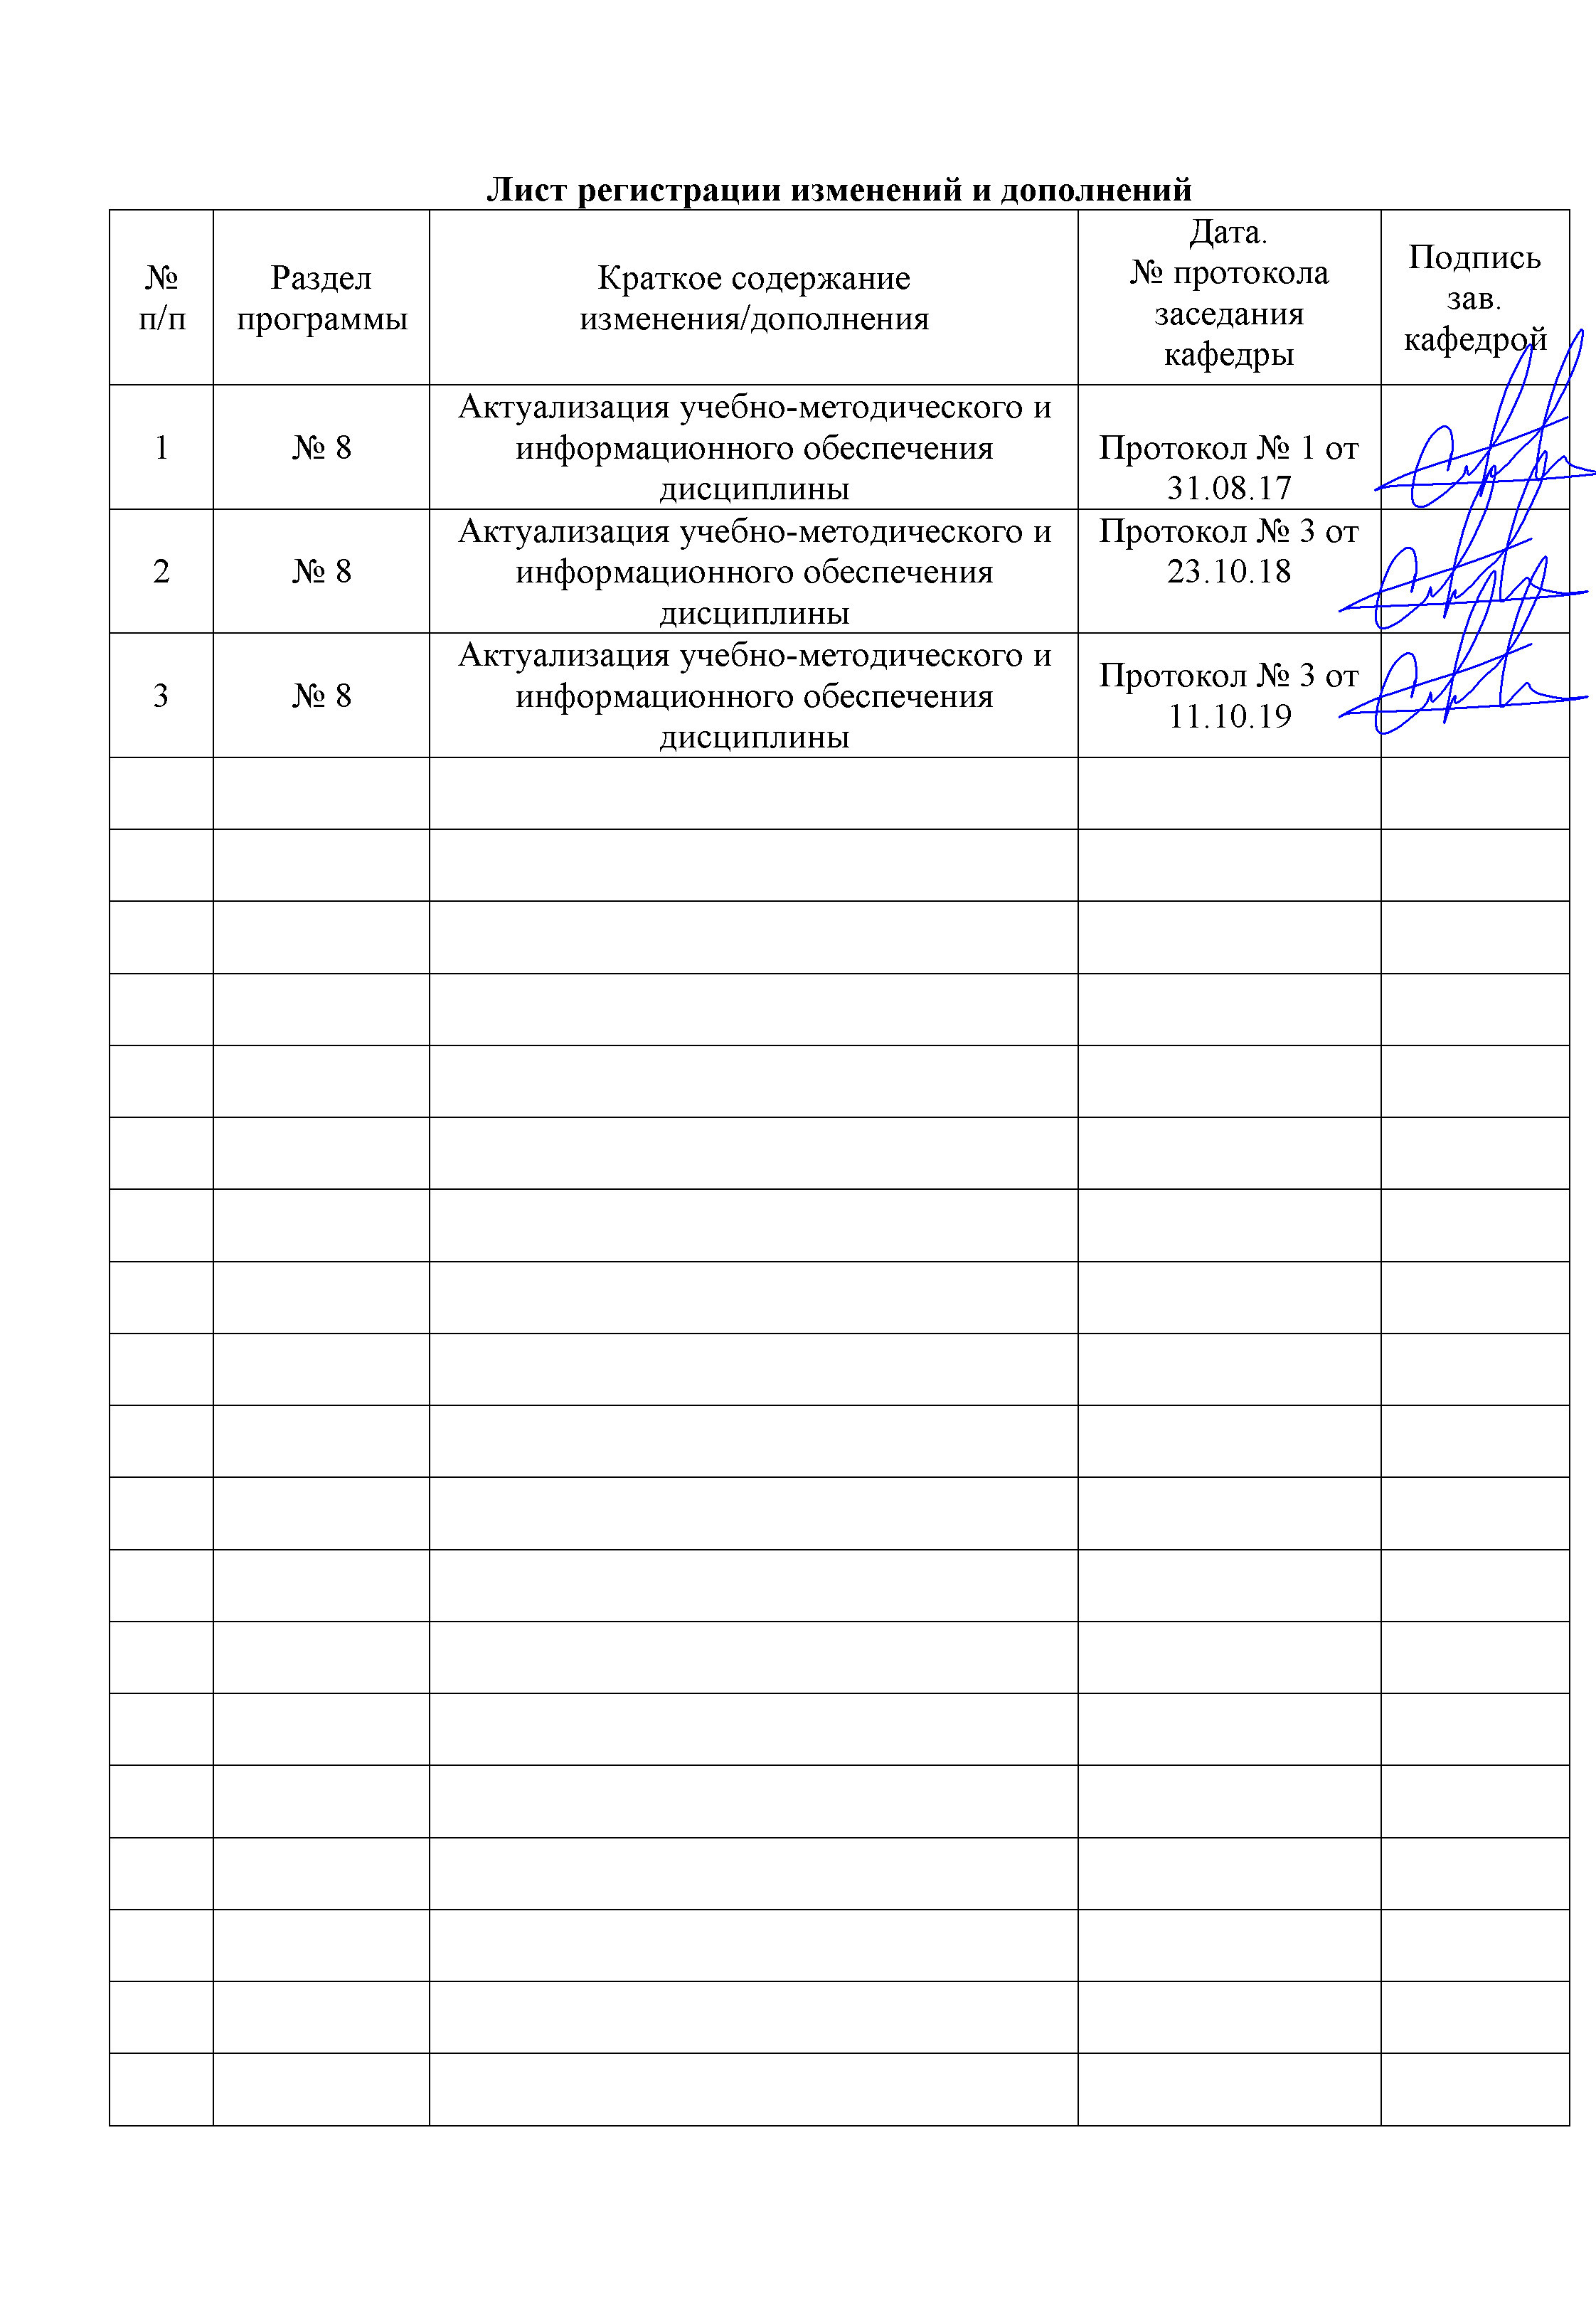 Лист регистрации изменений и дополнений
№
п/п
Раздел
программы
Краткое содержание
изменения/дополнения
Дата.
№ протокола
заседания
кафедры
Подпись
зав.
кафедрой
1
№ 8
Актуализация учебно-методического и
информационного обеспечения
дисциплины
Протокол № 1 от
31.08.17
2
№ 8
Актуализация учебно-методического и
информационного обеспечения
дисциплины
Протокол № 3 от
23.10.18
3
№ 8
Актуализация учебно-методического и
информационного обеспечения
дисциплины
Протокол № 3 от
11.10.19